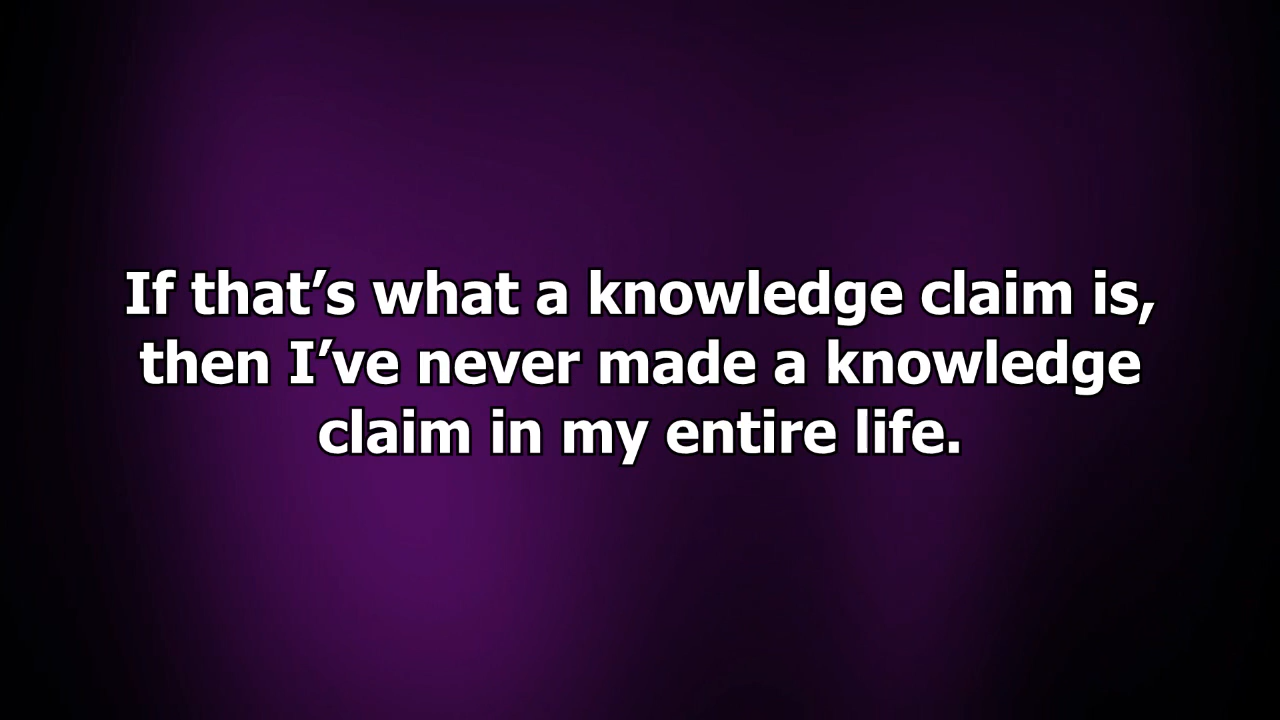 If that’s what a knowledge claim is,
then I’ve never made a knowledge
claim in my entire life.